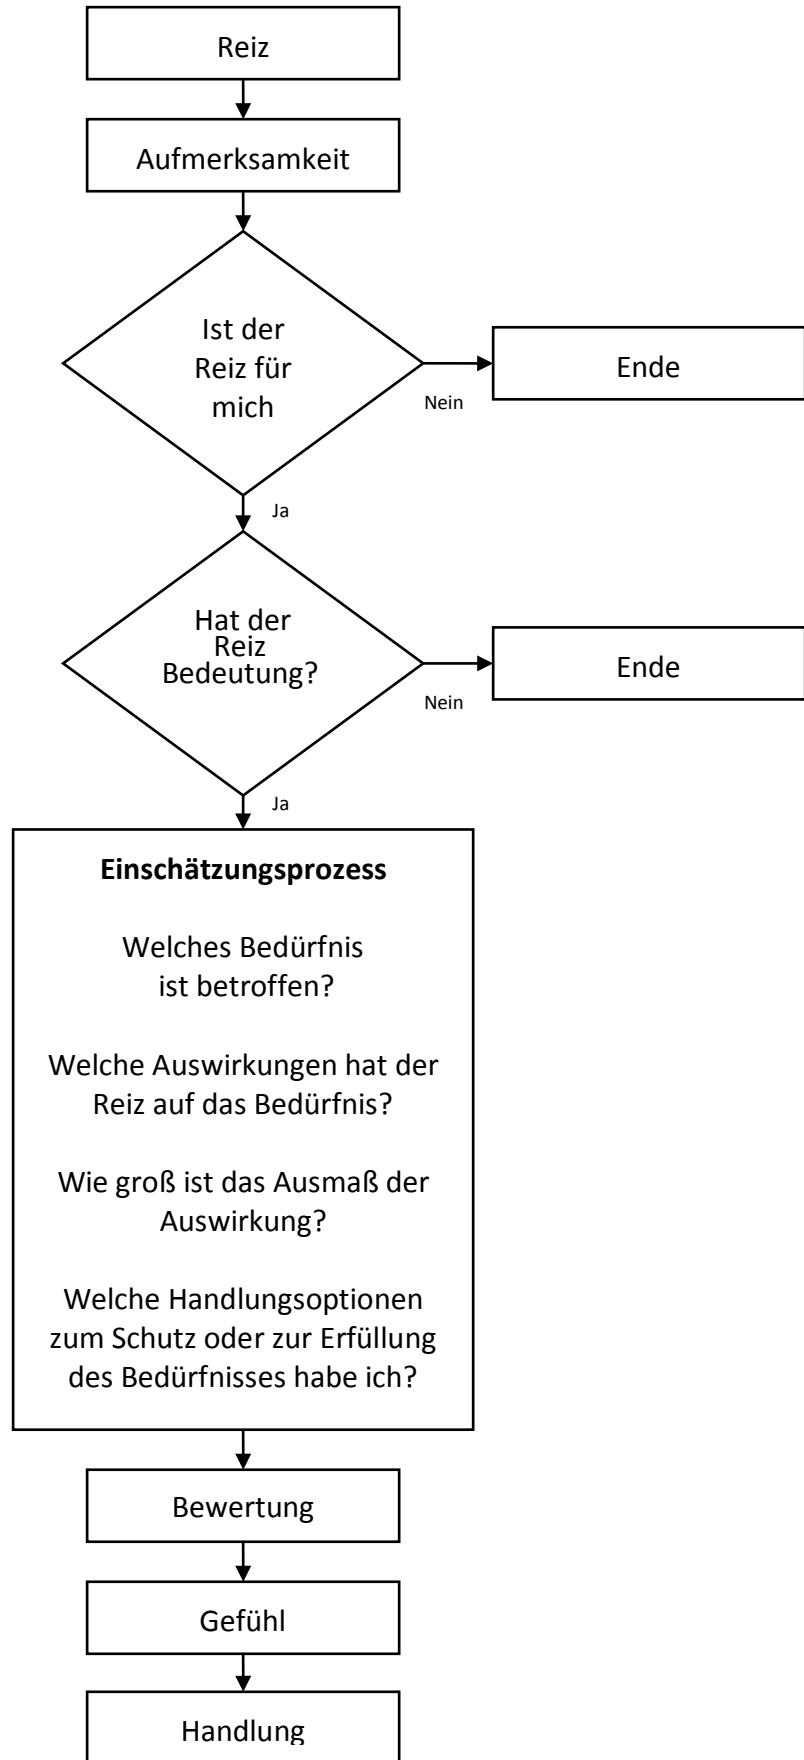 Reiz
Aufmerksamkeit
Ist der
Reiz für
mich
Ende
Nein
Ja
Hat der
Reiz
Bedeutung?
Ende
Nein
Ja
Einschätzungsprozess
Welches Bedürfnis
ist betroffen?
Welche Auswirkungen hat der
Reiz auf das Bedürfnis?
Wie groß ist das Ausmaß der
Auswirkung?
Welche Handlungsoptionen
zum Schutz oder zur Erfüllung
des Bedürfnisses habe ich?
Bewertung
Gefühl
Handlung